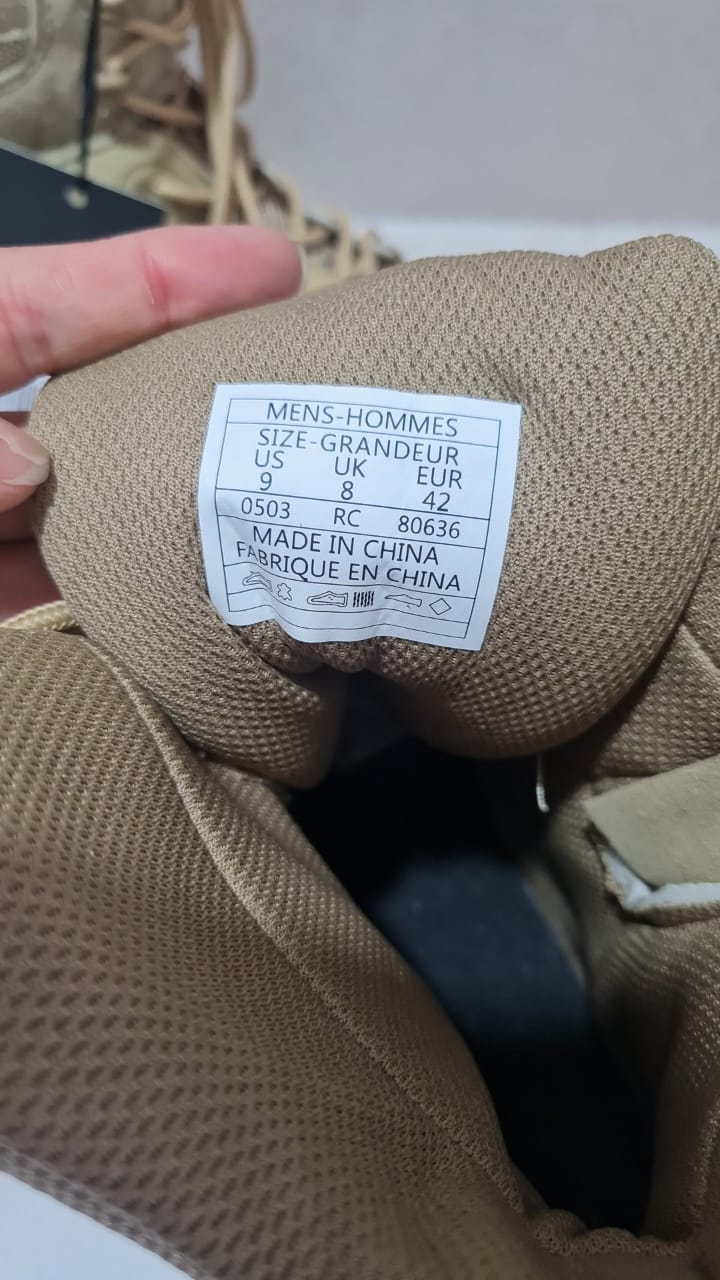 MENS-HOMMES
SIZE-GRANDEUR
US UK EUR
9 8 42
0503 RC 80636
MADE IN CHINA
FABRIQUE EN CHINA